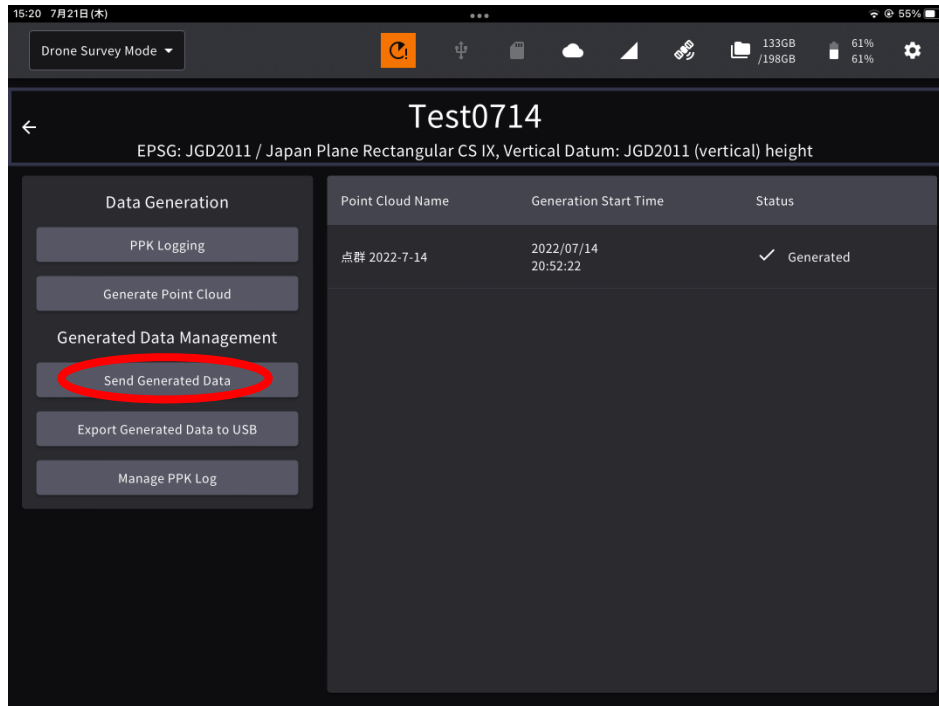 15:20 7月21日(木)
55%
Drone Survey Mode
133GB
/198GB
61%
61%
Test0714
EPSG: JGD2011 / Japan Plane Rectangular CS IX, Vertical Datum: JGD2011 (vertical) height
Data Generation
PPK Logging
Generate Point Cloud
Generated Data Management
Send Generated Data
Export Generated Data to USB
Manage PPK Log
Point Cloud Name Generation Start Time Status
点群 2022-7-14
2022/07/14
20:52:22
Generated